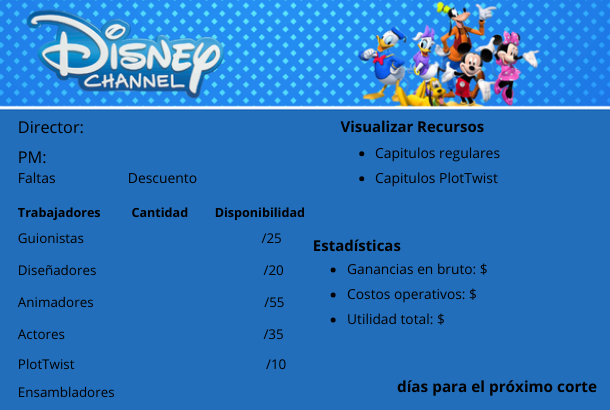 Disney
CHANNEL
Director:
PM:
Faltas Descuento
Trabajadores Cantidad Disponibilidad
Guionistas /25
Diseñadores /20
Animadores /55
Actores /35
PlotTwist /10
Ensambladores
Visualizar Recursos
• Capitulos regulares
• Capitulos PlotTwist
Estadísticas
• Ganancias en bruto: $
• Costos operativos: $
• Utilidad total: $
días para el próximo corte